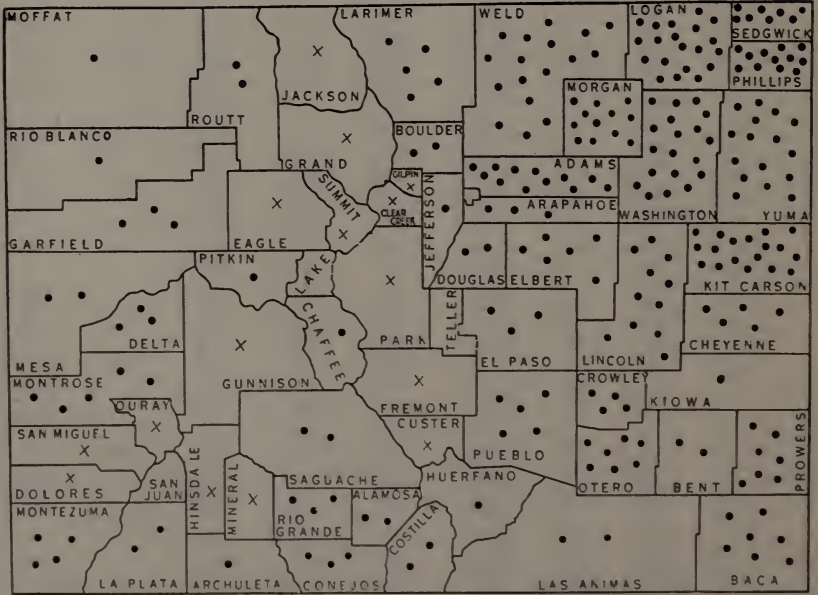 MOFFAT
LARIMER
WELD
LOGAN
SEDGWICK
JACKSON
PHILLIPS
MORGAN
ROUTT
BOULDER
RIO BLANCO
GRAND
GILPIN
ADAMS
SUMMIT
CLEAR CREEK
JEFFERSON
ARAPAHOE
WASHINGTON
YUMA
GARFIELD
EAGLE
PITKIN
LAKE
DOUGLAS
ELBERT
KIT CARSON
CHAFFEE
TELLER
DELTA
PARK
CHEYENNE
MESA
GUNNISON
EL PASO
LINCOLN
MONTROSE
CROWLEY
OURAY
FREMONT
KIOWA
CUSTER
SAN MIGUEL
PUEBLO
PROWERS
HINSDALE
MINERAL
SAGUACHE
HUERFANO
OTERO
BENT
DOLORES
SAN JUAN
ALAMOSA
MONTEZUMA
RIO GRANDE
COSTILLA
LA PLATA
ARCHULETA
CONEJOS
LAS ANIMAS
BACA